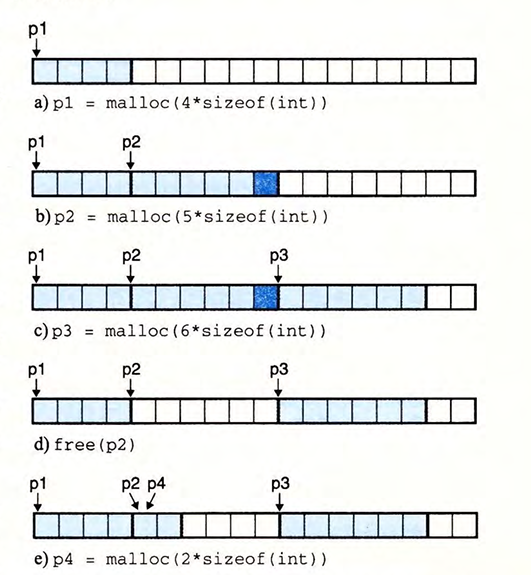 p1
a) p1 = malloc(4*sizeof(int))
p1 p2
b) p2 = malloc(5*sizeof(int))
p1 p2 p3
c) p3 = malloc(6*sizeof(int))
p1 p2 p3
d) free(p2)
p1 p2 p4 p3
e) p4 = malloc(2*sizeof(int))